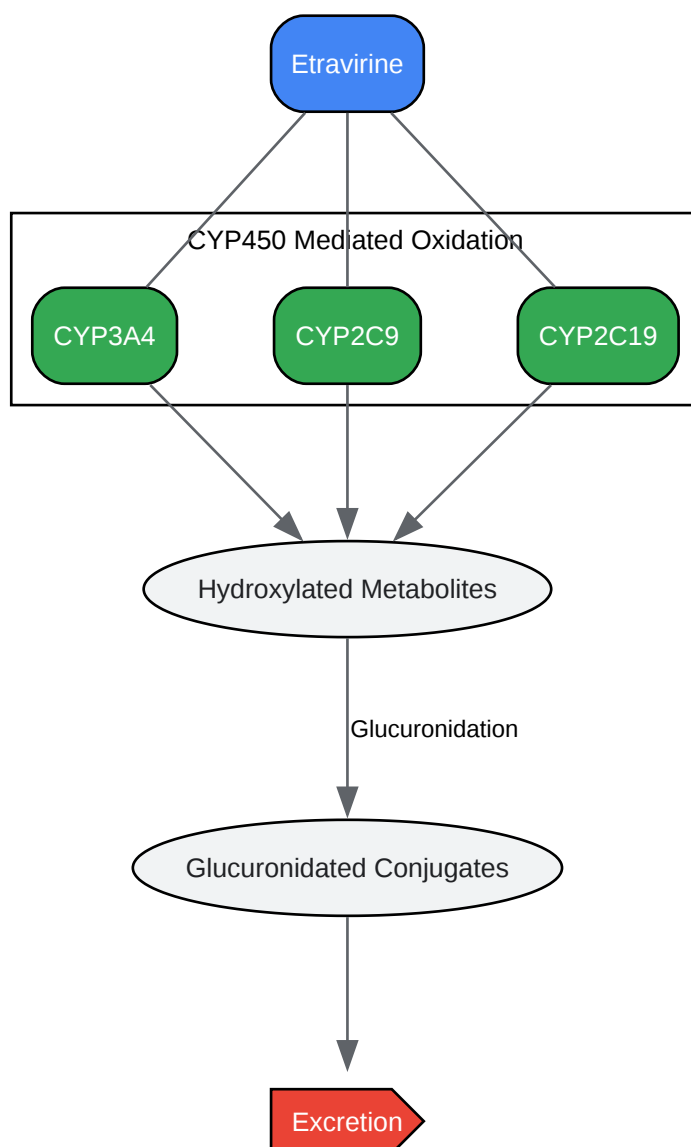 Etravirine
CYP450 Mediated Oxidation
CYP3A4
CYP2C9
CYP2C19
Hydroxylated Metabolites
Glucuronidation
Glucuronidated Conjugates
Excretion